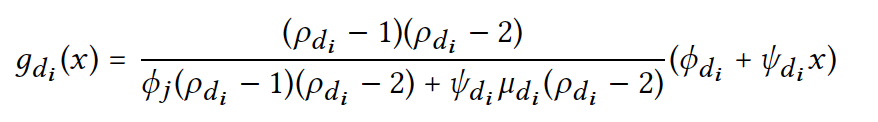 $g_{d_i}(x) = \frac{(\rho_{d_i} - 1)(\rho_{d_i} - 2)}{\phi_j(\rho_{d_i} - 1)(\rho_{d_i} - 2) + \psi_{d_i}\mu_{d_i}(\rho_{d_i} - 2)}(\phi_{d_i} + \psi_{d_i}x)$